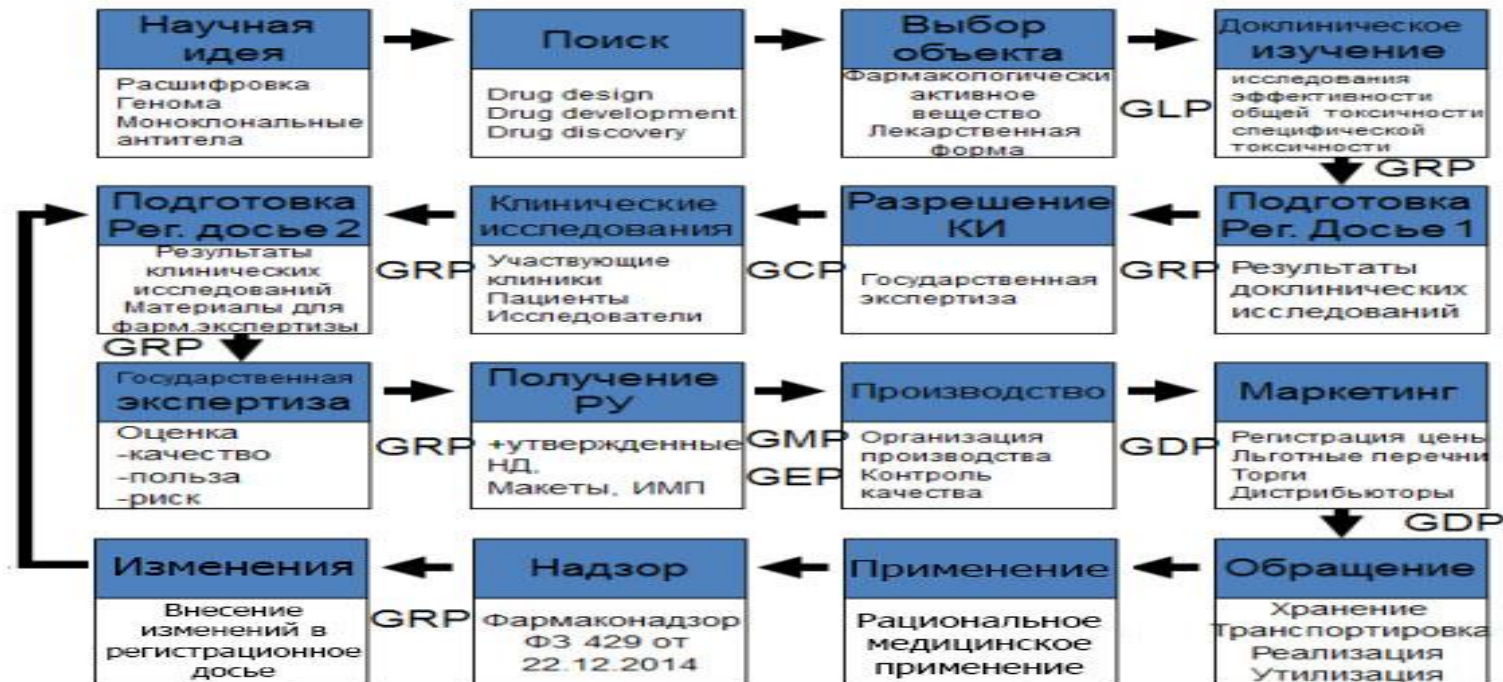 Научная
идея
Расшифровка
Генома
Моноклональные
антитела
Поиск
Drug design
Drug development
Drug discovery
Выбор
объекта
Фармакологически
активное
вещество
Лекарственная
форма
GLP
Доклиническое
изучение
исследования
эффективности
общей токсичности
специфической
токсичности
GRP
Подготовка
Рег. Досье 1
Результаты
доклинических
исследований
GRP
Разрешение
КИ
Государственная
экспертиза
GCP
Клинические
исследования
Участвующие
клиники
Пациенты
Исследователи
GRP
Подготовка
Рег. досье 2
Результаты
клинических
исследований
Материалы для
фарм.экспертизы
GRP
Государственная
экспертиза
Оценка
-качество
-польза
-риск
GRP
Получение
РУ
+утвержденные
НД,
Макеты, ИМП
GMP
GEP
Производство
Организация
производства
Контроль
качества
GDP
Маркетинг
Регистрация цены
Льготные перечни
Торги
Дистрибьюторы
GDP
Обращение
Хранение
Транспортировка
Реализация
Утилизация
Применение
Рациональное
медицинское
применение
Надзор
Фармаконадзор
ФЗ 429 от
22.12.2014
GRP
Изменения
Внесение
изменений в
регистрационное
досье